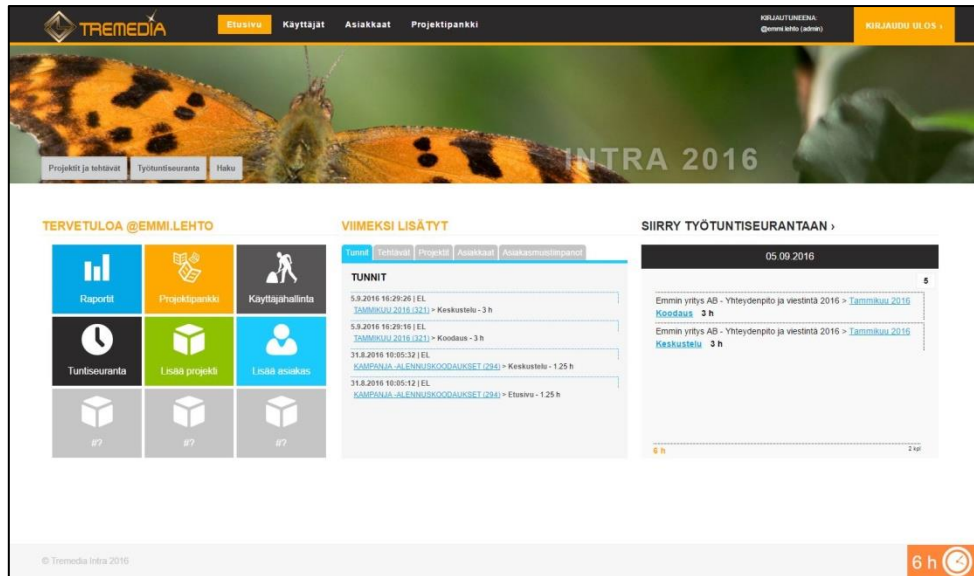 TREMEDIA
Etusivu Käyttäjät Asiakkaat Projektipankki
KIRJAUTUNEENA:
@emmi.lehto (admin)
KIRJAUDU ULOS ›
INTRA 2016
Projektit ja tehtävät Työtuntiseuranta Haku
TERVETULOA @EMMI.LEHTO
Raportit Projektipankki Käyttäjähallinta
Tuntiseuranta Lisää projekti Lisää asiakas
#? #? #?
VIIMEKSI LISÄTYT
Tunnit Tehtävät Projektit Asiakkaat Asiakasmuistiinpanot
TUNNIT
5.9.2016 16:29:26 | EL
TAMMIKUU 2016 (321) > Keskustelu - 3 h
5.9.2016 16:29:16 | EL
TAMMIKUU 2016 (321) > Koodaus - 3 h
31.8.2016 10:05:32 | EL
KAMPANJA -ALENNUSKOODAUKSET (294) > Keskustelu - 1.25 h
31.8.2016 10:05:12 | EL
KAMPANJA -ALENNUSKOODAUKSET (294) > Etusivu - 1.25 h
SIIRRY TYÖTUNTISEURANTAAN ›
05.09.2016
5
Emmin yritys AB - Yhteydenpito ja viestintä 2016 > Tammikuu 2016
Koodaus 3 h
Emmin yritys AB - Yhteydenpito ja viestintä 2016 > Tammikuu 2016
Keskustelu 3 h
6 h 2 kpl
© Tremedia Intra 2016
6 h